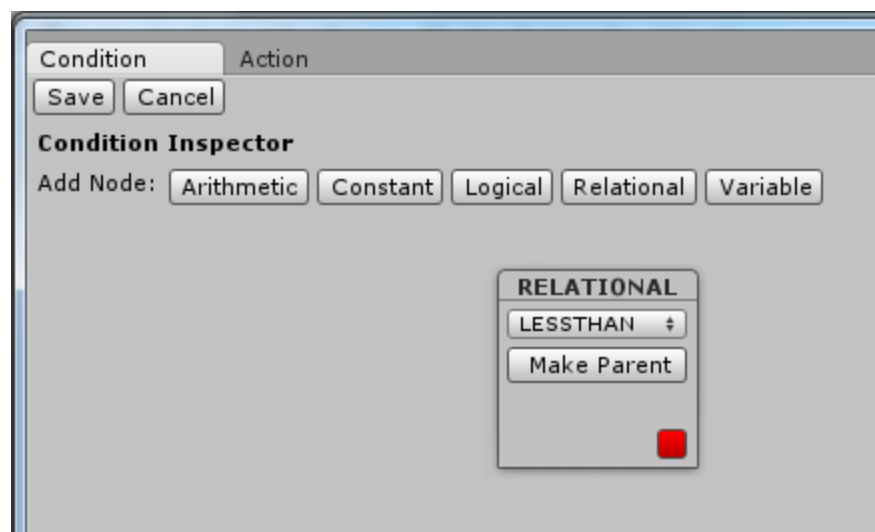 Condition Action
Save Cancel
Condition Inspector
Add Node: Arithmetic Constant Logical Relational Variable
RELATIONAL
LESSTHAN
Make Parent